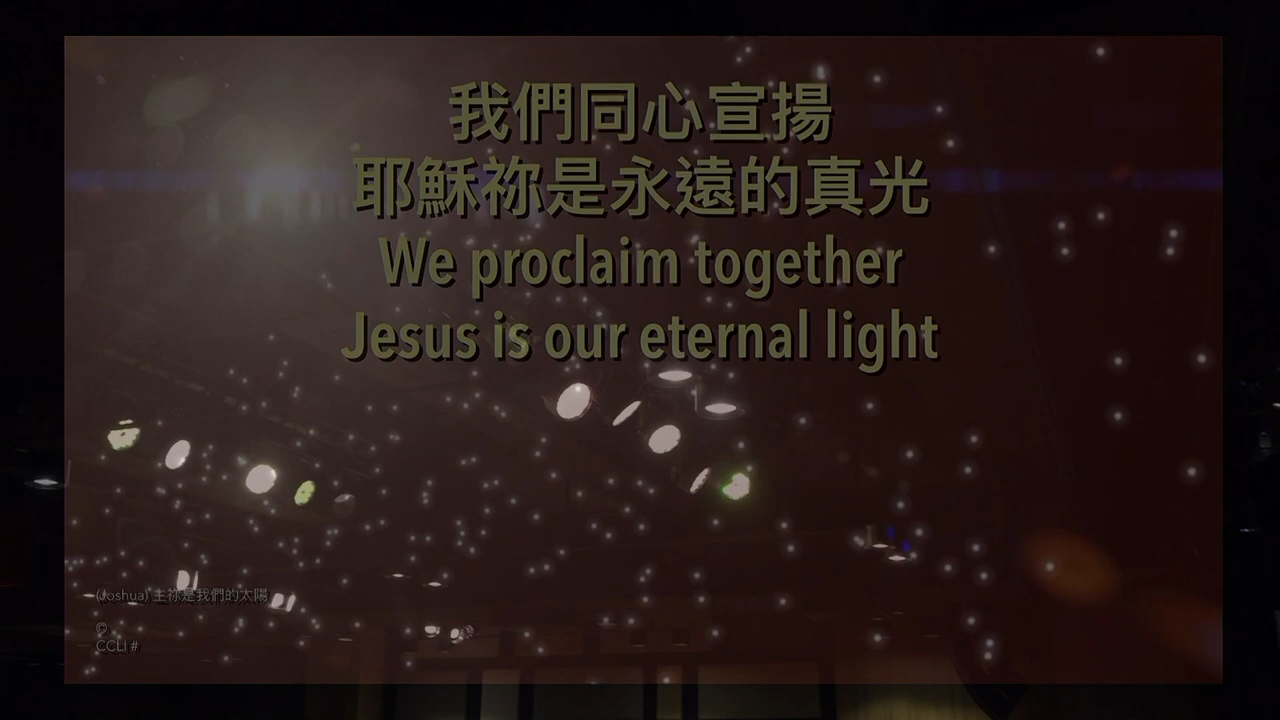 我們同心宣揚
耶穌祢是永遠的真光
We proclaim together
Jesus is our eternal light
(Joshua) 主祢是我們的太陽
©
CCLI #